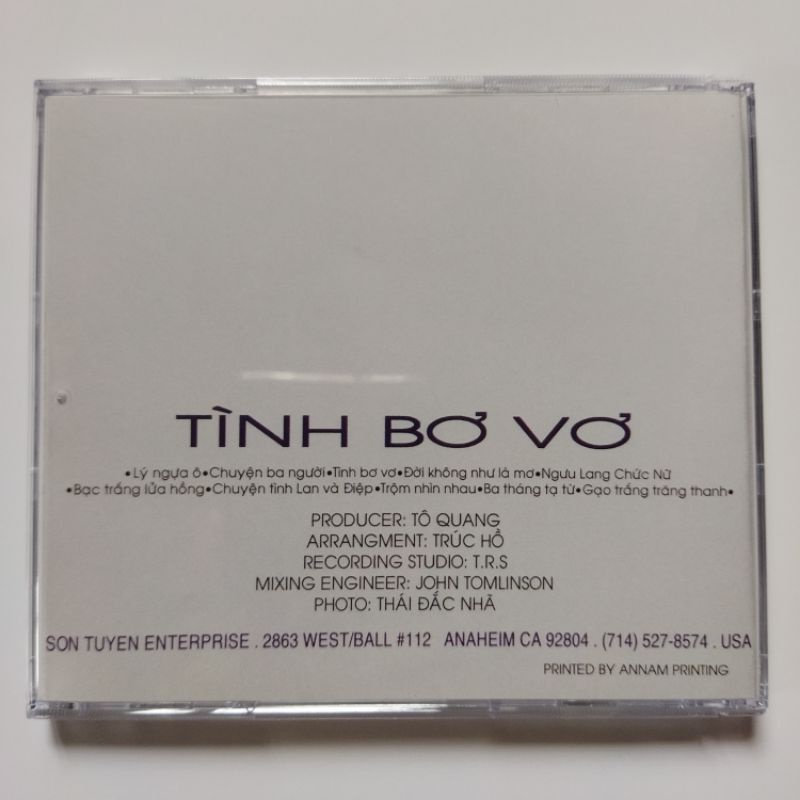 TÌNH BƠ VƠ
•Lý ngựa ô•Chuyện ba người•Tình bơ vơ•Đời không như là mơ•Ngưu Lang Chức Nữ
•Bạc trắng lửa hồng•Chuyện tình Lan và Điệp•Trộm nhìn nhau•Ba tháng tạ từ•Gạo trắng trăng thanh•
PRODUCER: TÔ QUANG
ARRANGMENT: TRÚC HỒ
RECORDING STUDIO: T.R.S
MIXING ENGINEER: JOHN TOMLINSON
PHOTO: THÁI ĐẮC NHÃ
SON TUYEN ENTERPRISE . 2863 WEST/BALL #112 ANAHEIM CA 92804 . (714) 527-8574 . USA
PRINTED BY ANNAM PRINTING